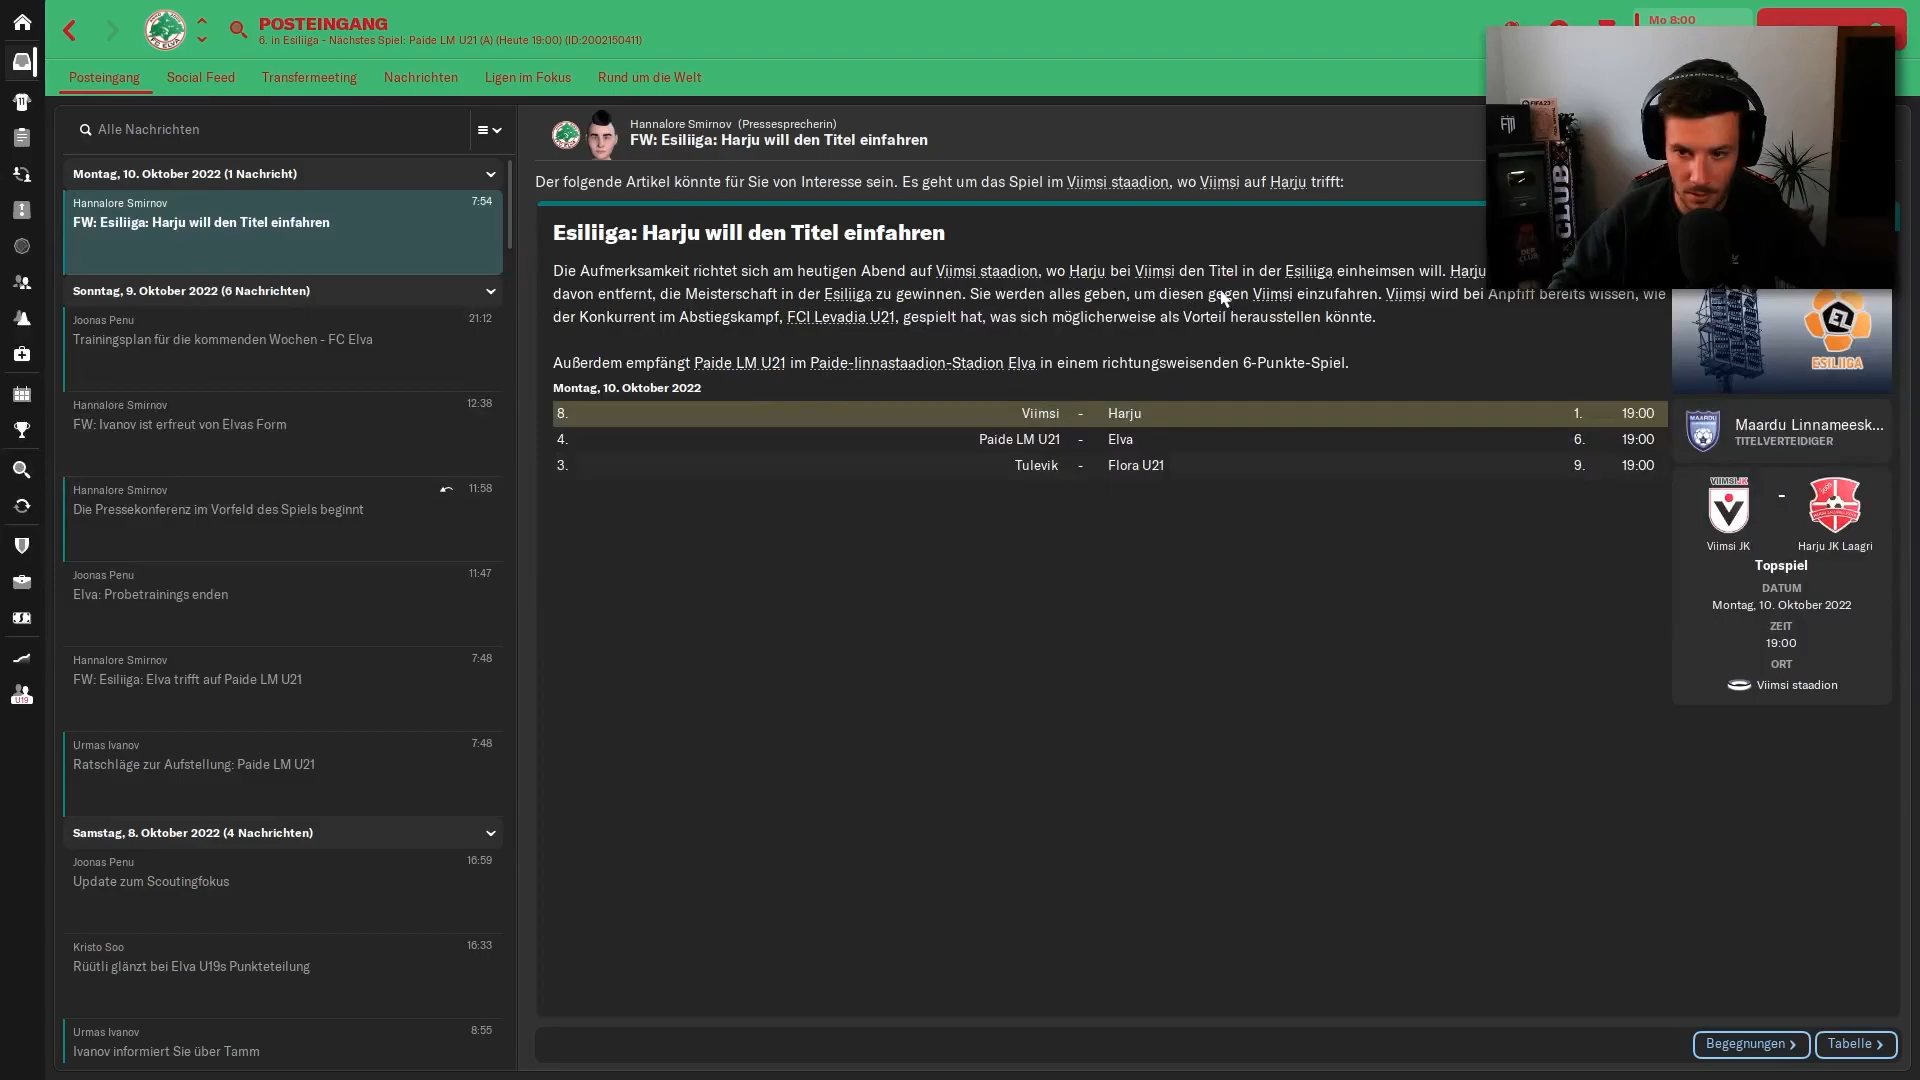 POSTEINGANG
6. in Esiliiga - Nächstes Spiel: Paide LM U21 (A) (Heute 19:00) (ID:2002150411)
Mo 8:00
Posteingang
Social Feed
Transfermeeting
Nachrichten
Ligen im Fokus
Rund um die Welt
Alle Nachrichten
Montag, 10. Oktober 2022 (1 Nachricht)
Hannalore Smirnov 7:54
FW: Esiliiga: Harju will den Titel einfahren
Sonntag, 9. Oktober 2022 (6 Nachrichten)
Joonas Penu 21:12
Trainingsplan für die kommenden Wochen - FC Elva
Hannalore Smirnov 12:38
FW: Ivanov ist erfreut von Elvas Form
Hannalore Smirnov 11:58
Die Pressekonferenz im Vorfeld des Spiels beginnt
Joonas Penu 11:47
Elva: Probetrainings enden
Hannalore Smirnov 7:48
FW: Esiliiga: Elva trifft auf Paide LM U21
Urmas Ivanov 7:48
Ratschläge zur Aufstellung: Paide LM U21
Samstag, 8. Oktober 2022 (4 Nachrichten)
Joonas Penu 16:59
Update zum Scoutingfokus
Kristo Soo 16:33
Rüütli glänzt bei Elva U19s Punkteteilung
Urmas Ivanov 8:55
Ivanov informiert Sie über Tamm
U19
Hannalore Smirnov (Pressesprecherin)
FW: Esiliiga: Harju will den Titel einfahren
Der folgende Artikel könnte für Sie von Interesse sein. Es geht um das Spiel im Viimsi staadion, wo Viimsi auf Harju trifft:
Esiliiga: Harju will den Titel einfahren
Die Aufmerksamkeit richtet sich am heutigen Abend auf Viimsi staadion, wo Harju bei Viimsi den Titel in der Esiliiga einheimsen will. Harju
davon entfernt, die Meisterschaft in der Esiliiga zu gewinnen. Sie werden alles geben, um diesen gegen Viimsi einzufahren. Viimsi wird bei Anpfiff bereits wissen, wie
der Konkurrent im Abstiegskampf, FCI Levadia U21, gespielt hat, was sich möglicherweise als Vorteil herausstellen könnte.
Außerdem empfängt Paide LM U21 im Paide-linnastaadion-Stadion Elva in einem richtungsweisenden 6-Punkte-Spiel.
Montag, 10. Oktober 2022
8. Viimsi - Harju 1. 19:00
4. Paide LM U21 - Elva 6. 19:00
3. Tulevik - Flora U21 9. 19:00
FIFA 23
CLUB
EL
ESILIIGA
MAARDU
Maardu Linnameesk...
TITELVERTEIDIGER
VIIMSI JK
-
Viimsi JK
Harju JK Laagri
Topspiel
DATUM
Montag, 10. Oktober 2022
ZEIT
19:00
ORT
Viimsi staadion
Begegnungen
Tabelle